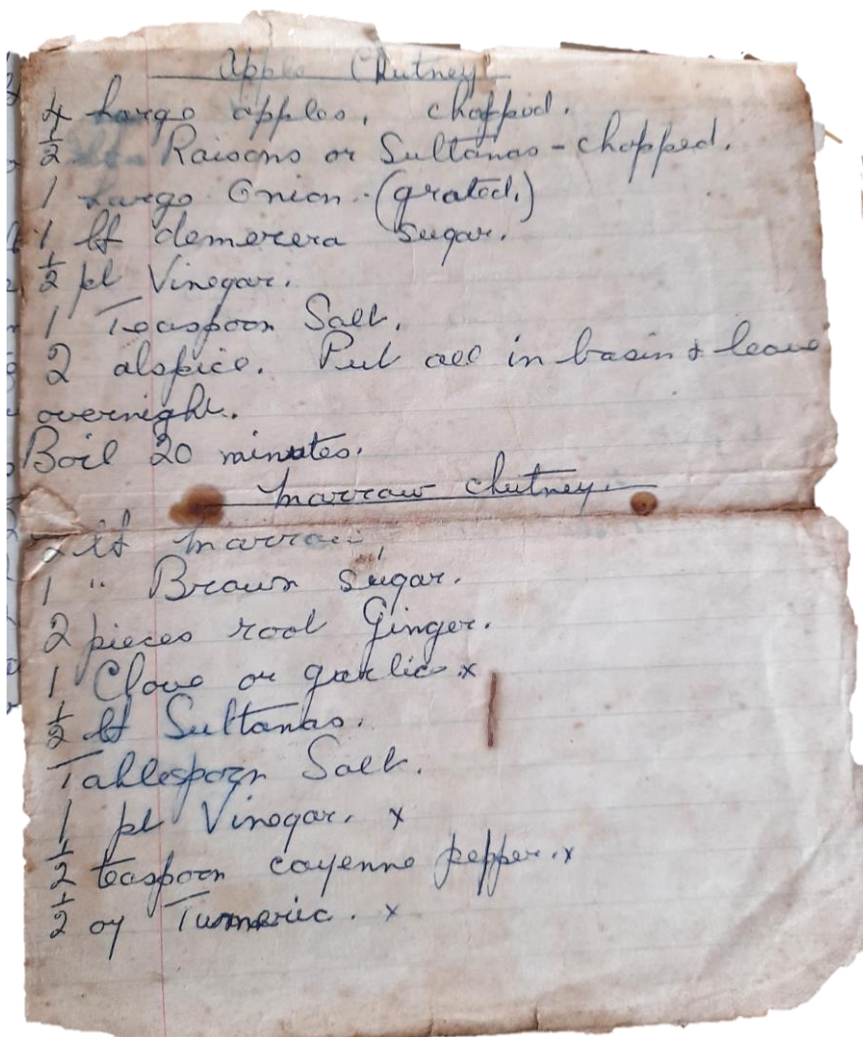 Apple Chutney
4 Large apples, chopped.
1/2 Raisons or Sultanas - chopped.
1 Large Onion - (grated.)
1 lb demerera sugar.
1/2 pt Vinegar.
1 Teaspoon Salt.
2 alspice. Put all in basin & leave
overnight.
Boil 20 minutes.
Marrow chutney
2 lb Marrow
1 " Brown sugar.
2 pieces root Ginger.
1 Clove or garlic x
1/2 lb Sultanas.
Tablespoon Salt.
1 pt Vinegar. x
1/2 teaspoon cayenne pepper. x
1/2 oz Turmeric. x